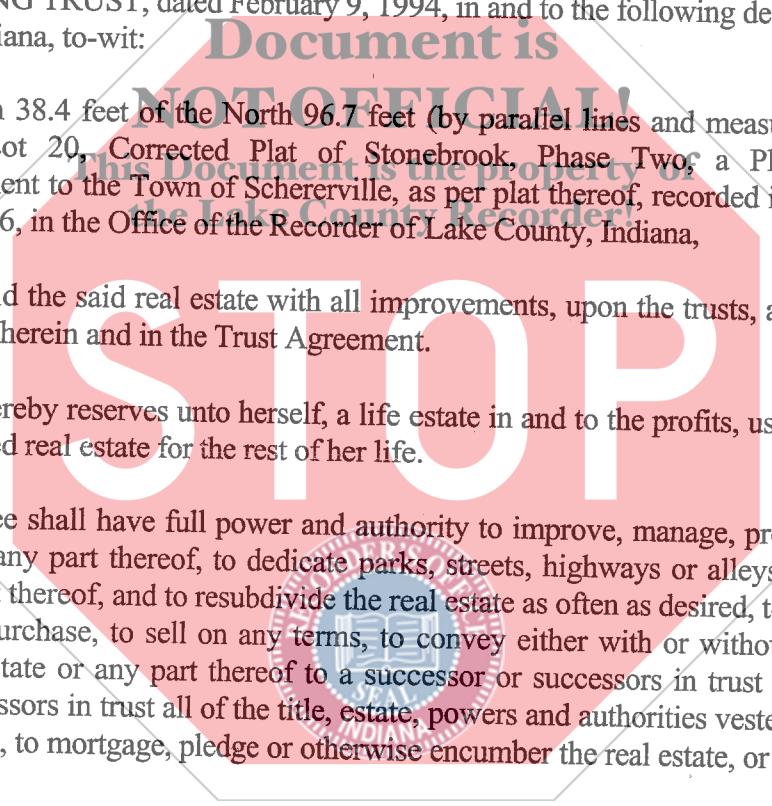 NG TRUST, dated February 9, 1994, in and to the following de
iana, to-wit:
Document is
NOT OFFICIAL!
This Document is the property of
the Lake County Recorder!
38.4 feet of the North 96.7 feet (by parallel lines and meas
ot 20, Corrected Plat of Stonebrook, Phase Two, a Pl
ent to the Town of Schererville, as per plat thereof, recorded i
6, in the Office of the Recorder of Lake County, Indiana,
d the said real estate with all improvements, upon the trusts, a
herein and in the Trust Agreement.
STOP
ereby reserves unto herself, a life estate in and to the profits, us
d real estate for the rest of her life.
ee shall have full power and authority to improve, manage, pr
any part thereof, to dedicate parks, streets, highways or alleys
thereof, and to resubdivide the real estate as often as desired, t
urchase, to sell on any terms, to convey either with or witho
tate or any part thereof to a successor or successors in trust
ssors in trust all of the title, estate, powers and authorities veste
, to mortgage, pledge or otherwise encumber the real estate, or
SEAL
INDIANA